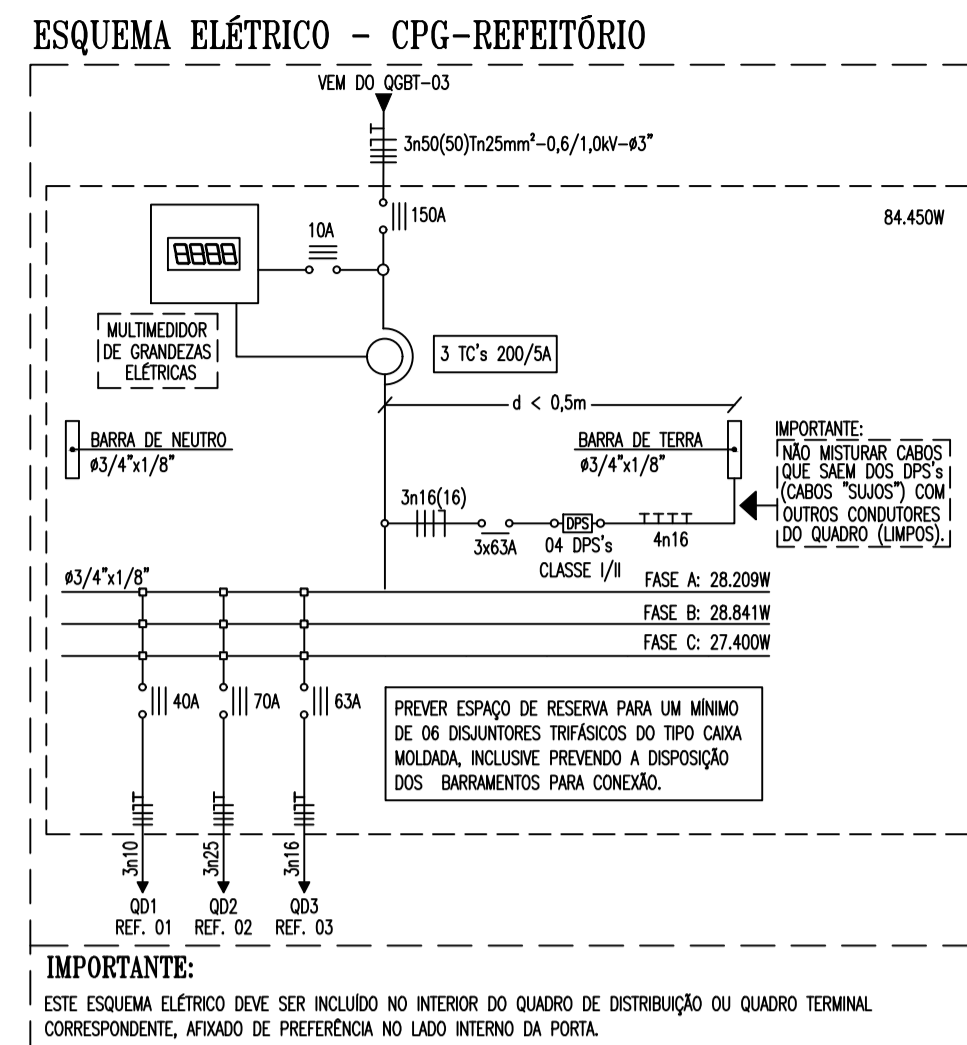 ESQUEMA ELÉTRICO - CPG-REFEITÓRIO
VEM DO QGBT-03
3n50(50)Tn25mm²-0,6/1,0kV-ø3"
150A
84.450W
10A
8888
MULTIMEDIDOR
DE GRANDEZAS
ELÉTRICAS
3 TC's 200/5A
d < 0,5m
BARRA DE NEUTRO
ø3/4"x1/8"
BARRA DE TERRA
ø3/4"x1/8"
IMPORTANTE:
NÃO MISTURAR CABOS
QUE SAEM DOS DPS's
(CABOS "SUJOS") COM
OUTROS CONDUTORES
DO QUADRO (LIMPOS).
3n16(16)
3x63A
DPS
04 DPS's
CLASSE I/II
4n16
ø3/4"x1/8"
FASE A: 28.209W
FASE B: 28.841W
FASE C: 27.400W
40A
70A
63A
PREVER ESPAÇO DE RESERVA PARA UM MÍNIMO
DE 06 DISJUNTORES TRIFÁSICOS DO TIPO CAIXA
MOLDADA, INCLUSIVE PREVENDO A DISPOSIÇÃO
DOS BARRAMENTOS PARA CONEXÃO.
3n10
3n25
3n16
QD1
REF. 01
QD2
REF. 02
QD3
REF. 03
IMPORTANTE:
ESTE ESQUEMA ELÉTRICO DEVE SER INCLUÍDO NO INTERIOR DO QUADRO DE DISTRIBUIÇÃO OU QUADRO TERMINAL
CORRESPONDENTE, AFIXADO DE PREFERÊNCIA NO LADO INTERNO DA PORTA.